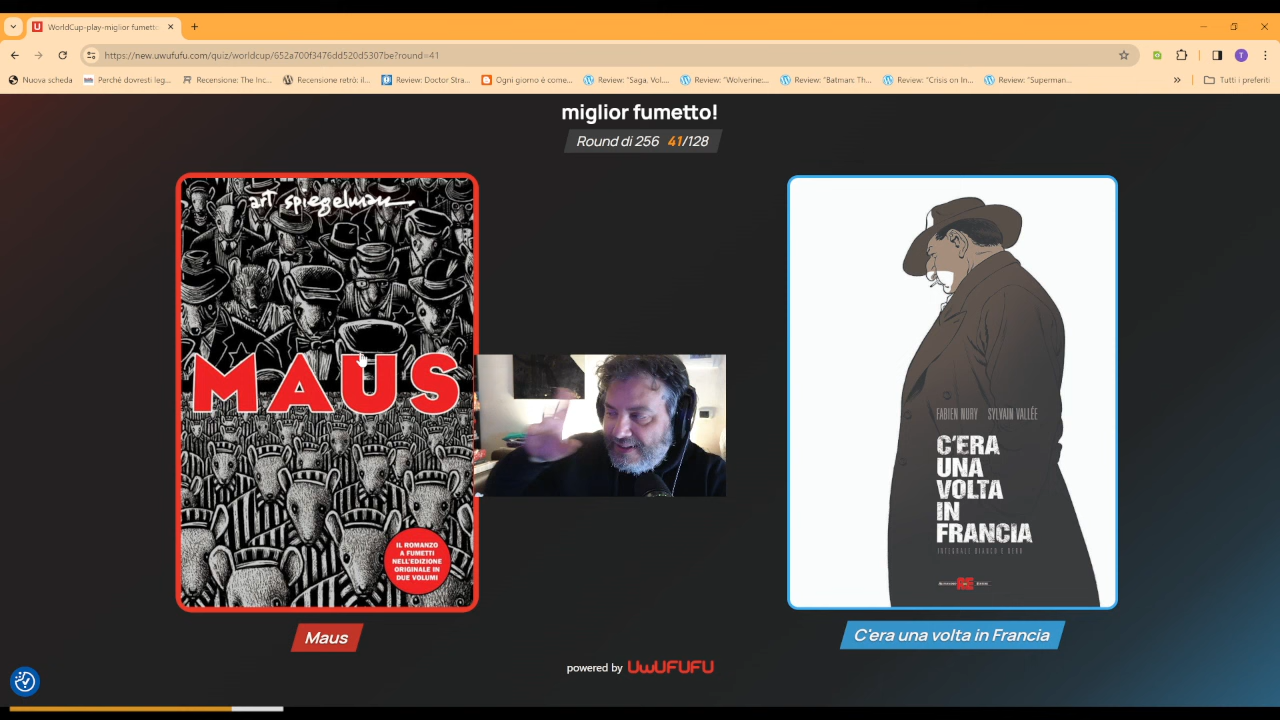 WorldCup-play-miglior fumetto
https://new.uwufufu.com/quiz/worldcup/652a700f3476dd520d5307be?round=41
T
Nuova scheda
Perché dovresti leg...
Recensione: The Inc...
Recensione retrò: il...
Review: Doctor Stra...
Ogni giorno è come...
Review: "Saga, Vol....
Review: "Wolverine:...
Review: "Batman: Th...
Review: "Crisis on In...
Review: "Superman...
Tutti i preferiti
miglior fumetto!
Round di 256 41/128
art spiegelman
MAUS
IL ROMANZO
A FUMETTI
NELL'EDIZIONE
ORIGINALE IN
DUE VOLUMI
Maus
FABIEN NURY SYLVAIN VALLÉE
C'ERA
UNA
VOLTA
IN
FRANCIA
INTEGRALE BIANCO E NERO
C'era una volta in Francia
powered by UwUFUFU